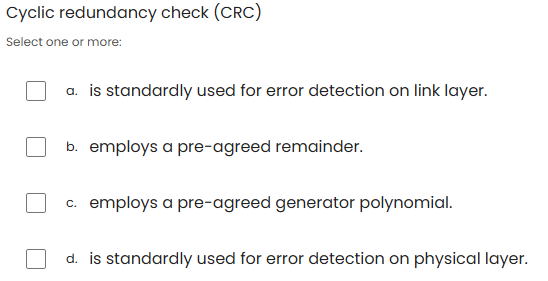 Cyclic redundancy check (CRC)
Select one or more:
a. is standardly used for error detection on link layer.
b. employs a pre-agreed remainder.
c. employs a pre-agreed generator polynomial.
d. is standardly used for error detection on physical layer.